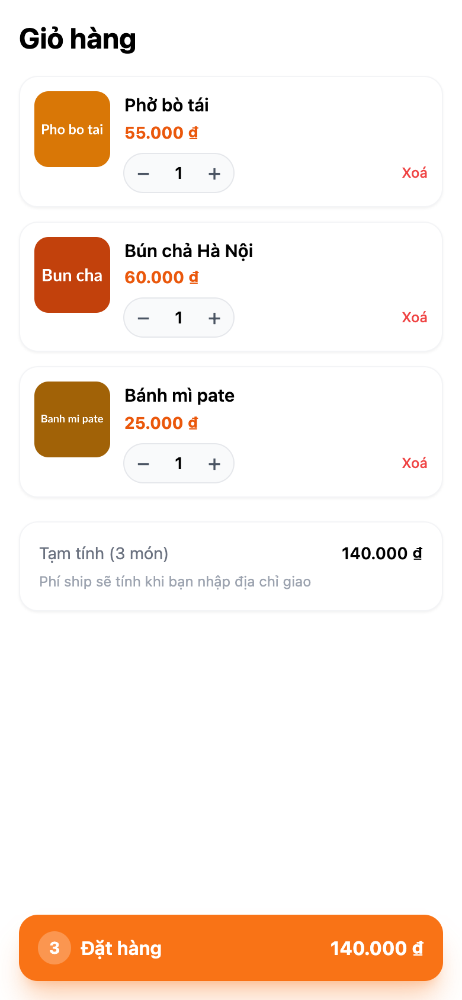 Giỏ hàng
Pho bo tai
Phở bò tái
55.000 ₫
− 1 +
Xoá
Bun cha
Bún chả Hà Nội
60.000 ₫
− 1 +
Xoá
Banh mi pate
Bánh mì pate
25.000 ₫
− 1 +
Xoá
Tạm tính (3 món) 140.000 ₫
Phí ship sẽ tính khi bạn nhập địa chỉ giao
3 Đặt hàng 140.000 ₫